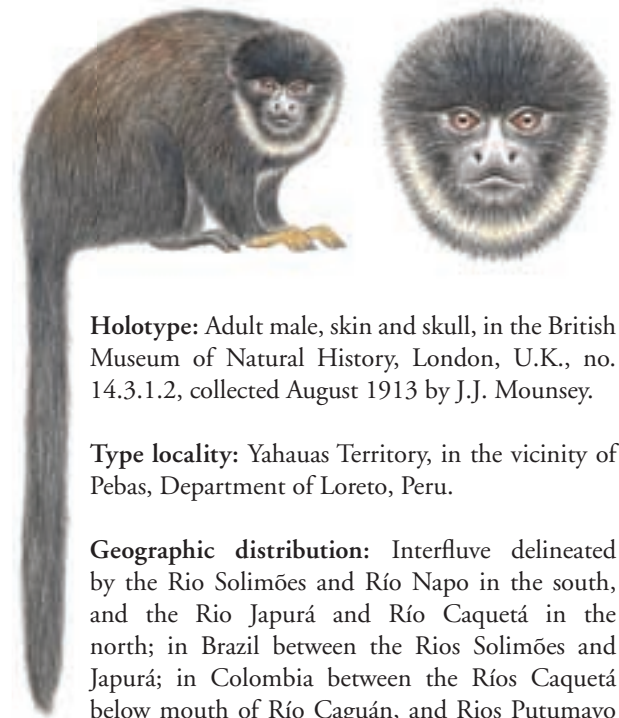 Holotype: Adult male, skin and skull, in the British
Museum of Natural History, London, U.K., no.
14.3.1.2, collected August 1913 by J.J. Mounsey.
Type locality: Yahauas Territory, in the vicinity of
Pebas, Department of Loreto, Peru.
Geographic distribution: Interfluve delineated
by the Rio Solimões and Río Napo in the south,
and the Rio Japurá and Río Caquetá in the
north; in Brazil between the Rios Solimões and
Japurá; in Colombia between the Ríos Caquetá
below mouth of Río Caguán, and Rios Putumayo